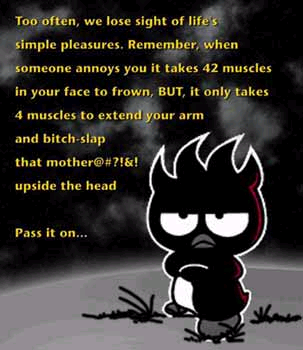 Too often, we lose sight of life's
simple pleasures. Remember, when
someone annoys you it takes 42 muscles
in your face to frown, BUT, it only takes
4 muscles to extend your arm
and bitch-slap
that mother@#?!&!
upside the head
Pass it on...